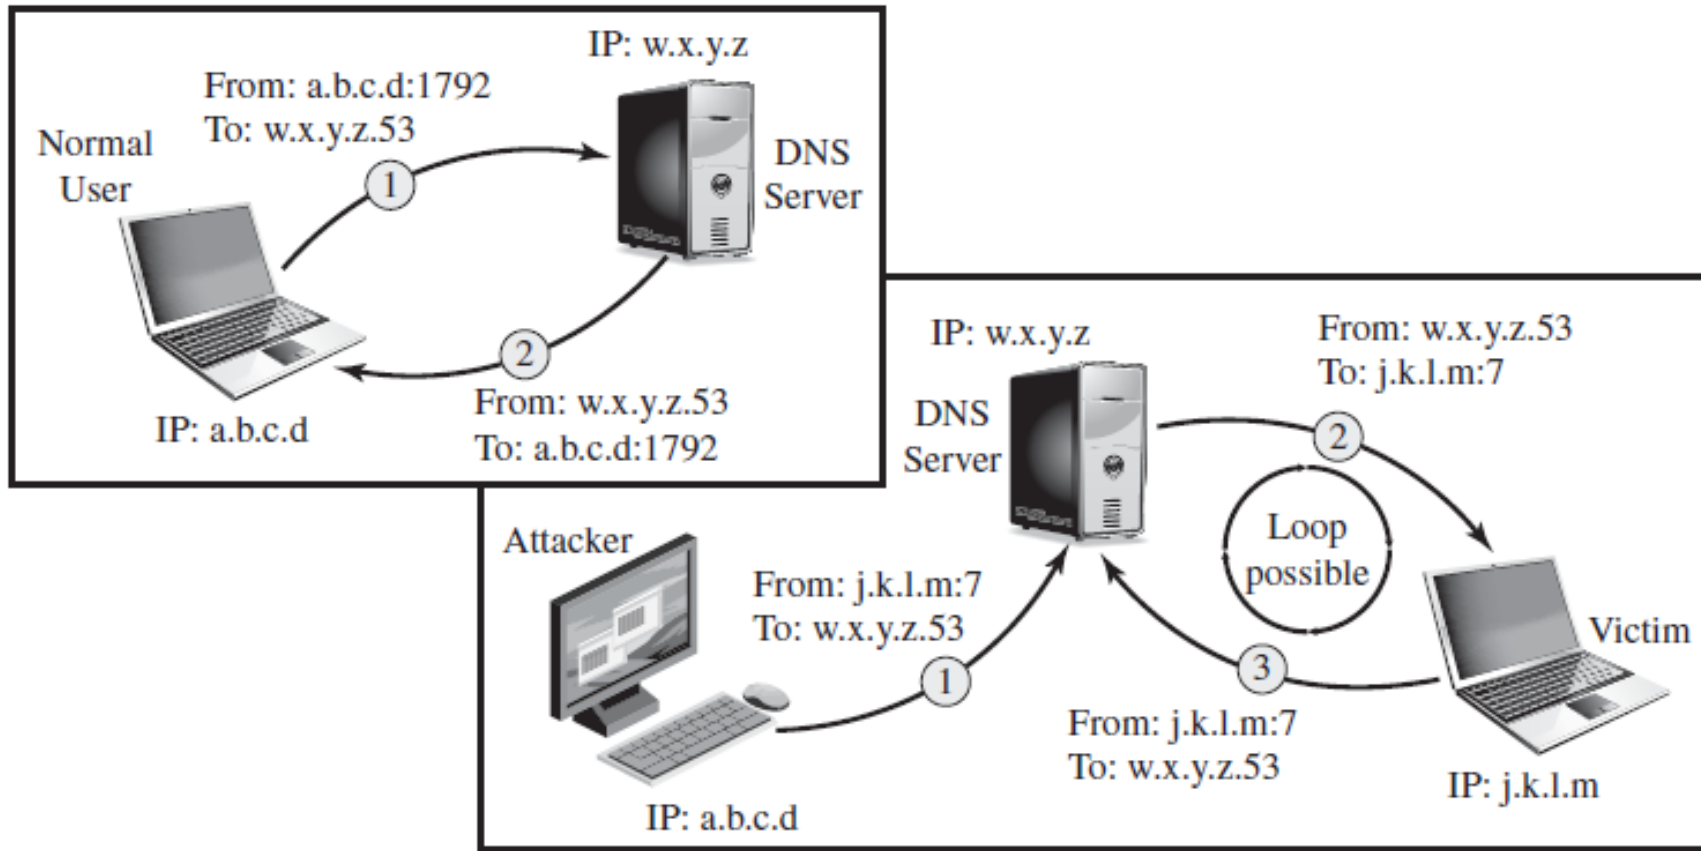 IP: w.x.y.z
From: a.b.c.d:1792
To: w.x.y.z.53
Normal
User
1
DNS
Server
2
From: w.x.y.z.53
To: a.b.c.d:1792
IP: a.b.c.d
IP: w.x.y.z
From: w.x.y.z.53
To: j.k.l.m:7
DNS
Server
2
Attacker
Loop
possible
From: j.k.l.m:7
To: w.x.y.z.53
1
Victim
3
From: j.k.l.m:7
To: w.x.y.z.53
IP: j.k.l.m
IP: a.b.c.d